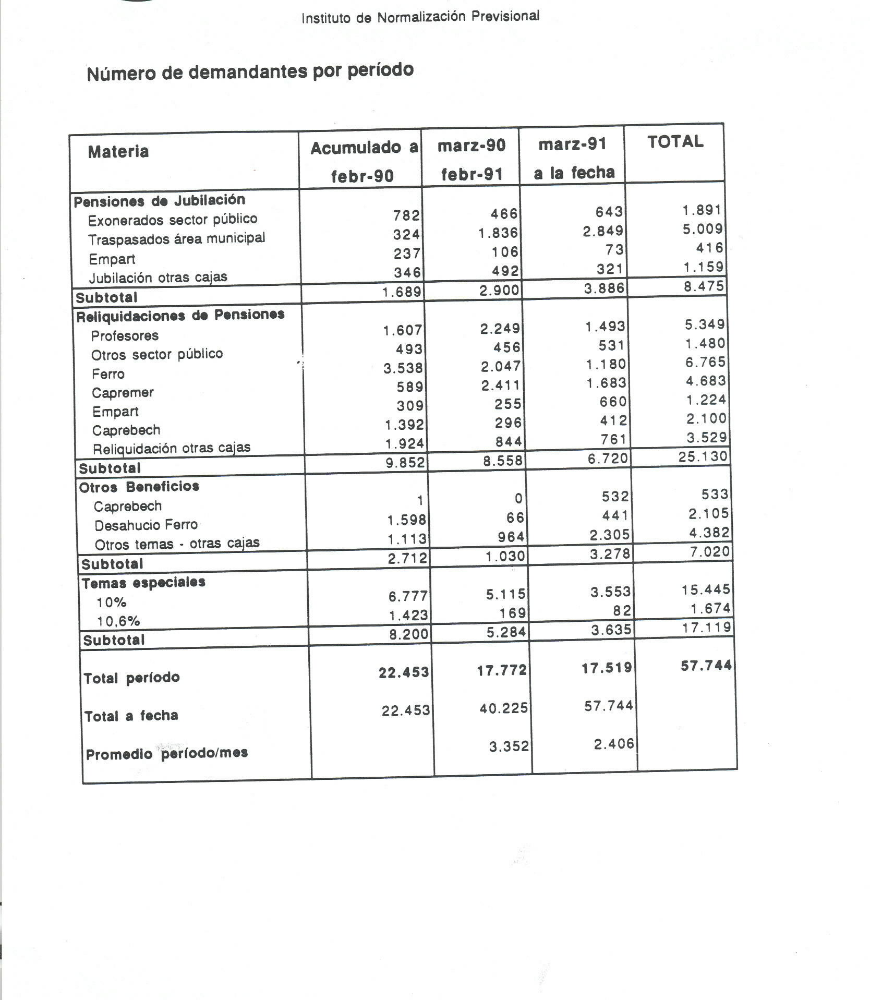 Instituto de Normalización Previsional
Número de demandantes por período
Materia Acumulado a febr-90 marz-90 febr-91 marz-91 a la fecha TOTAL
Pensiones de Jubilación
Exonerados sector público 782 466 643 1.891
Traspasados área municipal 324 1.836 2.849 5.009
Empart 237 106 73 416
Jubilación otras cajas 346 492 321 1.159
Subtotal 1.689 2.900 3.886 8.475
Reliquidaciones de Pensiones
Profesores 1.607 2.249 1.493 5.349
Otros sector público 493 456 531 1.480
Ferro 3.538 2.047 1.180 6.765
Capremer 589 2.411 1.683 4.683
Empart 309 255 660 1.224
Caprebech 1.392 296 412 2.100
Reliquidación otras cajas 1.924 844 761 3.529
Subtotal 9.852 8.558 6.720 25.130
Otros Beneficios
Caprebech 1 0 532 533
Desahucio Ferro 1.598 66 441 2.105
Otros temas - otras cajas 1.113 964 2.305 4.382
Subtotal 2.712 1.030 3.278 7.020
Temas especiales
10% 6.777 5.115 3.553 15.445
10,6% 1.423 169 82 1.674
Subtotal 8.200 5.284 3.635 17.119
Total período 22.453 17.772 17.519 57.744
Total a fecha 22.453 40.225 57.744
Promedio período/mes 3.352 2.406